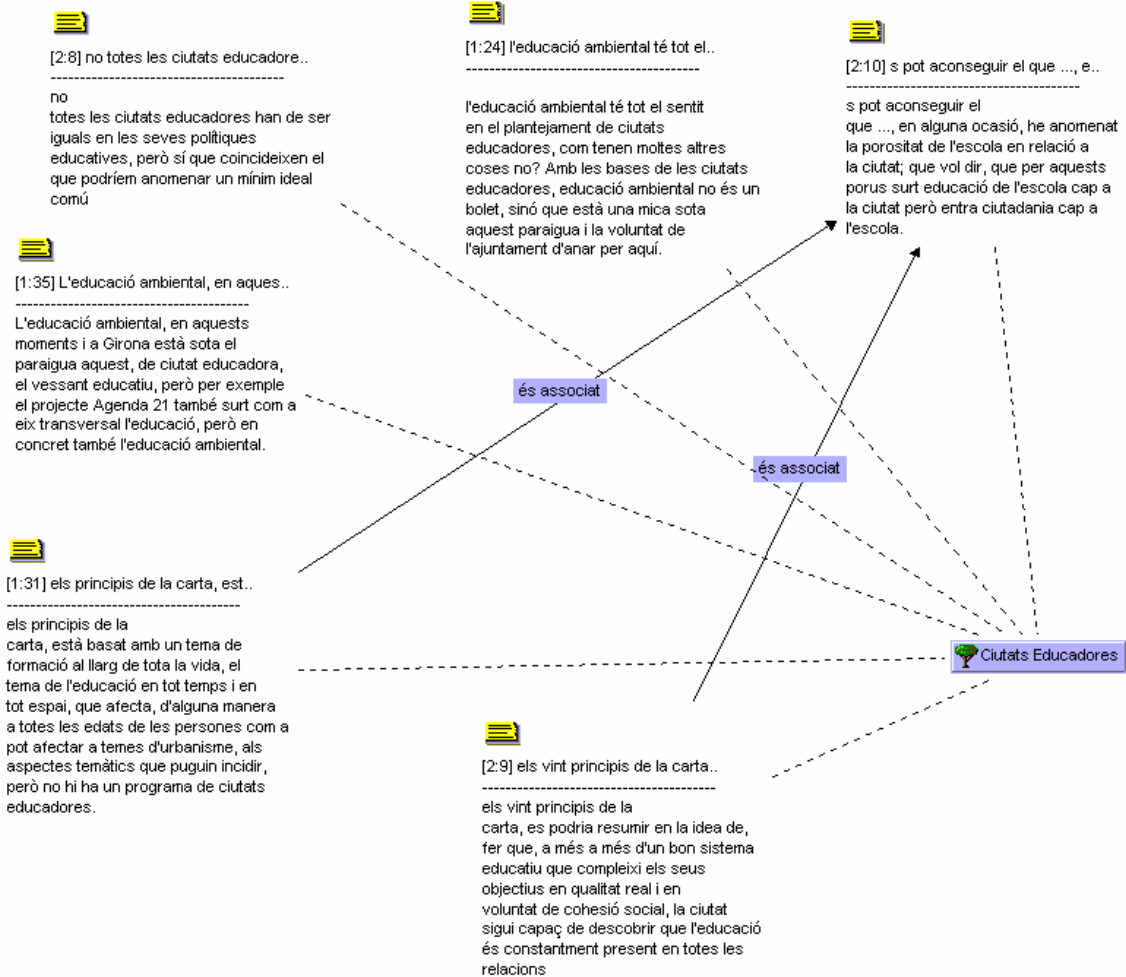 [2:8] no totes les ciutats educadore..
----------------------------------------
no
totes les ciutats educadores han de ser
iguals en les seves polítiques
educatives, però sí que coincideixen el
que podríem anomenar un mínim ideal
comú
[1:24] l'educació ambiental té tot el..
----------------------------------------
l'educació ambiental té tot el sentit
en el plantejament de ciutats
educadores, com tenen moltes altres
coses no? Amb les bases de les ciutats
educadores, educació ambiental no és un
bolet, sinó que està una mica sota
aquest paraigua i la voluntat de
l'ajuntament d'anar per aquí.
[2:10] s pot aconseguir el que ..., e..
----------------------------------------
s pot aconseguir el
que ..., en alguna ocasió, he anomenat
la porositat de l'escola en relació a
la ciutat; que vol dir, que per aquests
porus surt educació de l'escola cap a
la ciutat però entra ciutadania cap a
l'escola.
[1:35] L'educació ambiental, en aques..
----------------------------------------
L'educació ambiental, en aquests
moments i a Girona està sota el
paraigua aquest, de ciutat educadora,
el vessant educatiu, però per exemple
el projecte Agenda 21 també surt com a
eix transversal l'educació, però en
concret també l'educació ambiental.
és associat
és associat
[1:31] els principis de la carta, est..
----------------------------------------
els principis de la
carta, està basat amb un tema de
formació al llarg de tota la vida, el
tema de l'educació en tot temps i en
tot espai, que afecta, d'alguna manera
a totes les edats de les persones com a
pot afectar a temes d'urbanisme, als
aspectes temàtics que puguin incidir,
però no hi ha un programa de ciutats
educadores.
Ciutats Educadores
[2:9] els vint principis de la carta..
----------------------------------------
els vint principis de la
carta, es podria resumir en la idea de,
fer que, a més a més d'un bon sistema
educatiu que compleixi els seus
objectius en qualitat real i en
voluntat de cohesió social, la ciutat
sigui capaç de descobrir que l'educació
és constantment present en totes les
relacions